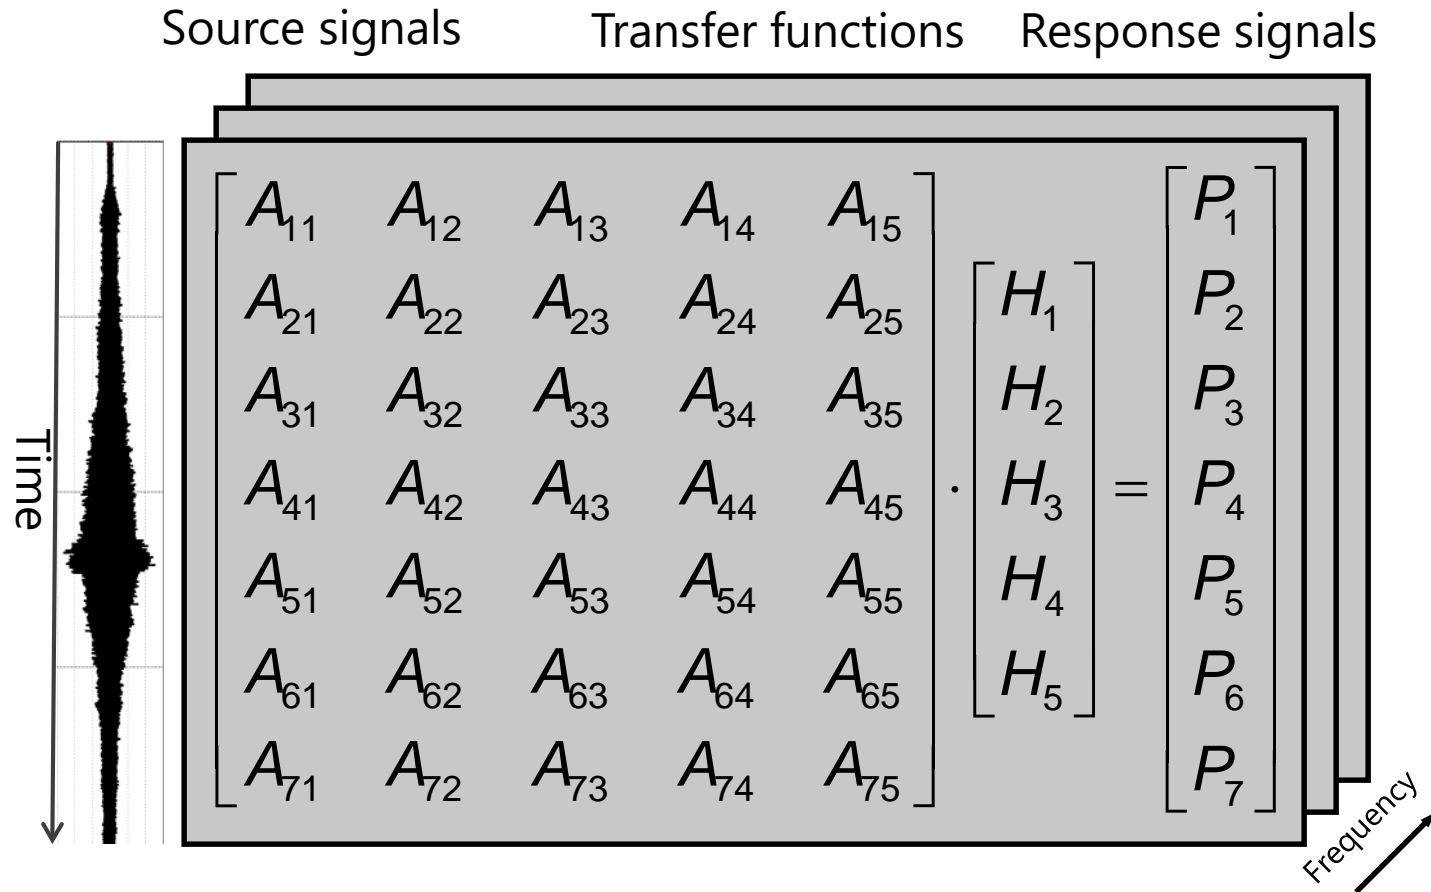 Source signals Transfer functions Response signals
A11 A12 A13 A14 A15 P1
A21 A22 A23 A24 A25 H1 P2
A31 A32 A33 A34 A35 H2 P3
A41 A42 A43 A44 A45 · H3 = P4
A51 A52 A53 A54 A55 H4 P5
A61 A62 A63 A64 A65 H5 P6
A71 A72 A73 A74 A75 P7
Time
Frequency